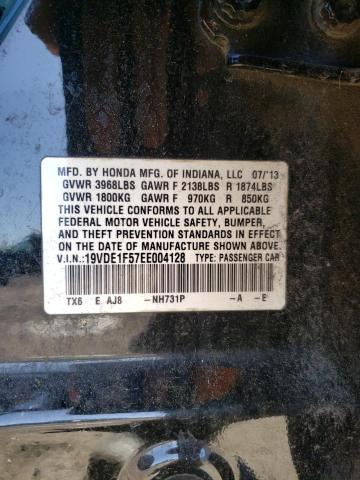 MFD. BY HONDA MFG. OF INDIANA, LLC 07/'13
GVWR 3968LBS GAWR F 2138LBS R 1874LBS
GVWR 1800KG GAWR F 970KG R 850KG
THIS VEHICLE CONFORMS TO ALL APPLICABLE
FEDERAL MOTOR VEHICLE SAFETY, BUMPER,
AND THEFT PREVENTION STANDARDS IN EFFECT
ON THE DATE OF MANUFACTURE SHOWN ABOVE.
V.I.N.:19VDE1F57EE004128 TYPE: PASSENGER CAR
TX6 E AJ8 -NH731P -A -E